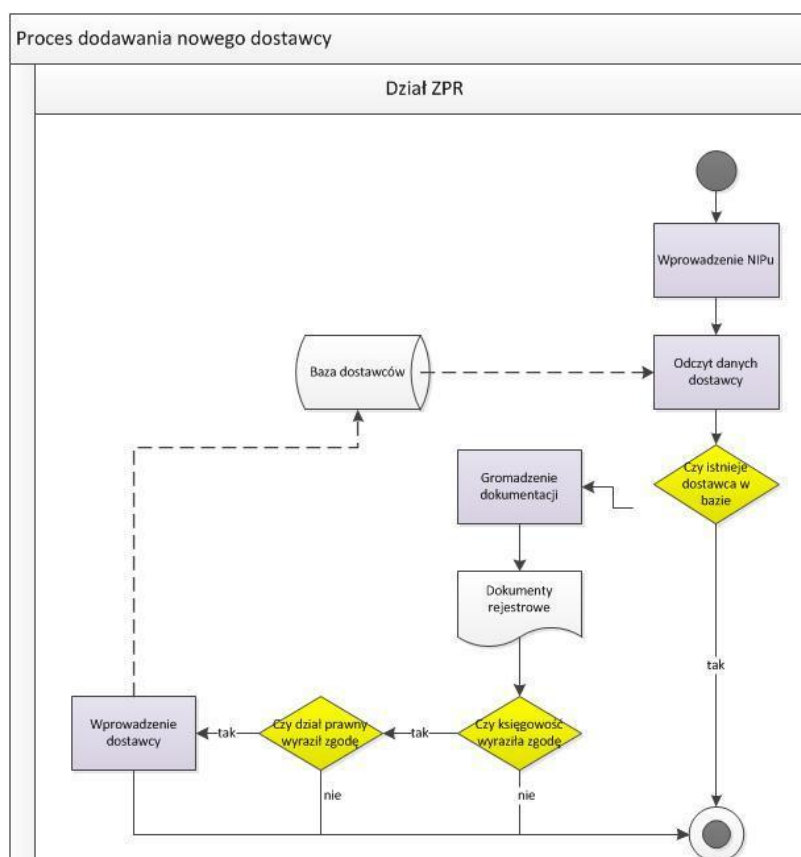 Proces dodawania nowego dostawcy
Dział ZPR
Wprowadzenie NIPu
Odczyt danych
dostawcy
Baza dostawców
Czy istnieje
dostawca w
bazie
Gromadzenie
dokumentacji
Dokumenty
rejestrowe
tak
Wprowadzenie
dostawcy
tak
Czy dział prawny
wyraził zgodę
tak
Czy księgowość
wyraziła zgodę
nie
nie